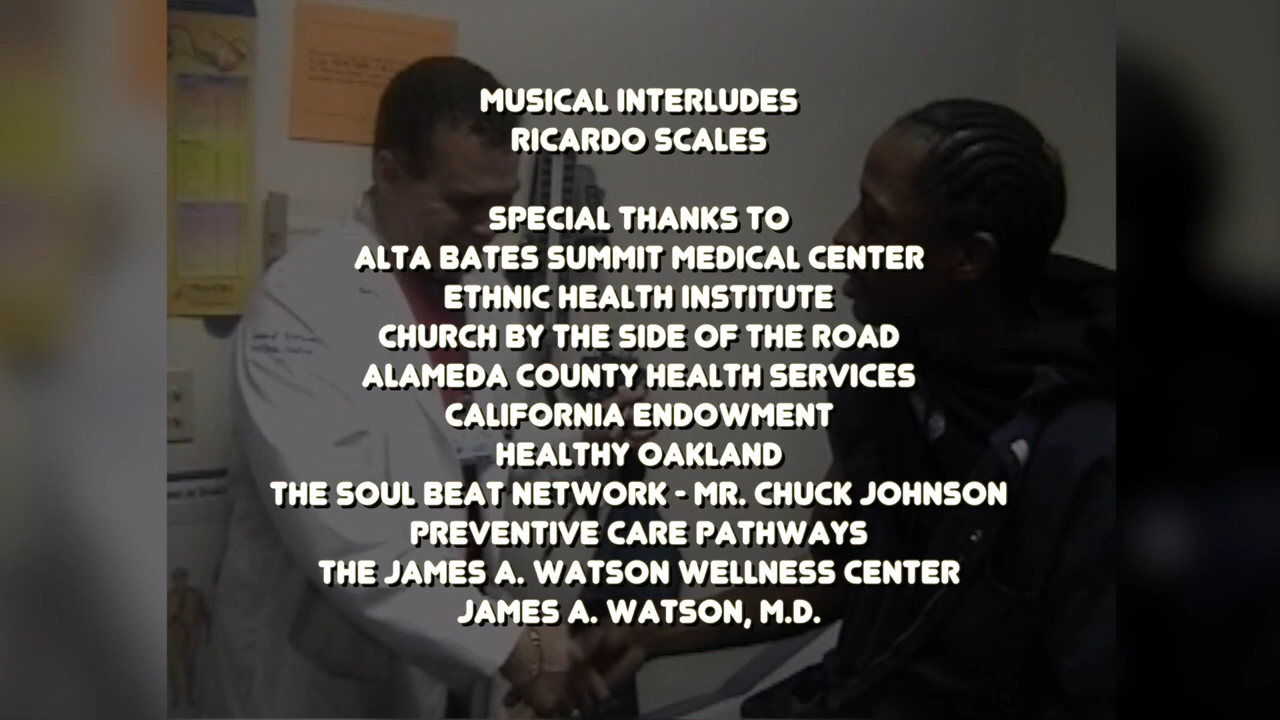 MUSICAL INTERLUDES
RICARDO SCALES
SPECIAL THANKS TO
ALTA BATES SUMMIT MEDICAL CENTER
ETHNIC HEALTH INSTITUTE
CHURCH BY THE SIDE OF THE ROAD
ALAMEDA COUNTY HEALTH SERVICES
CALIFORNIA ENDOWMENT
HEALTHY OAKLAND
THE SOUL BEAT NETWORK - MR. CHUCK JOHNSON
PREVENTIVE CARE PATHWAYS
THE JAMES A. WATSON WELLNESS CENTER
JAMES A. WATSON, M.D.